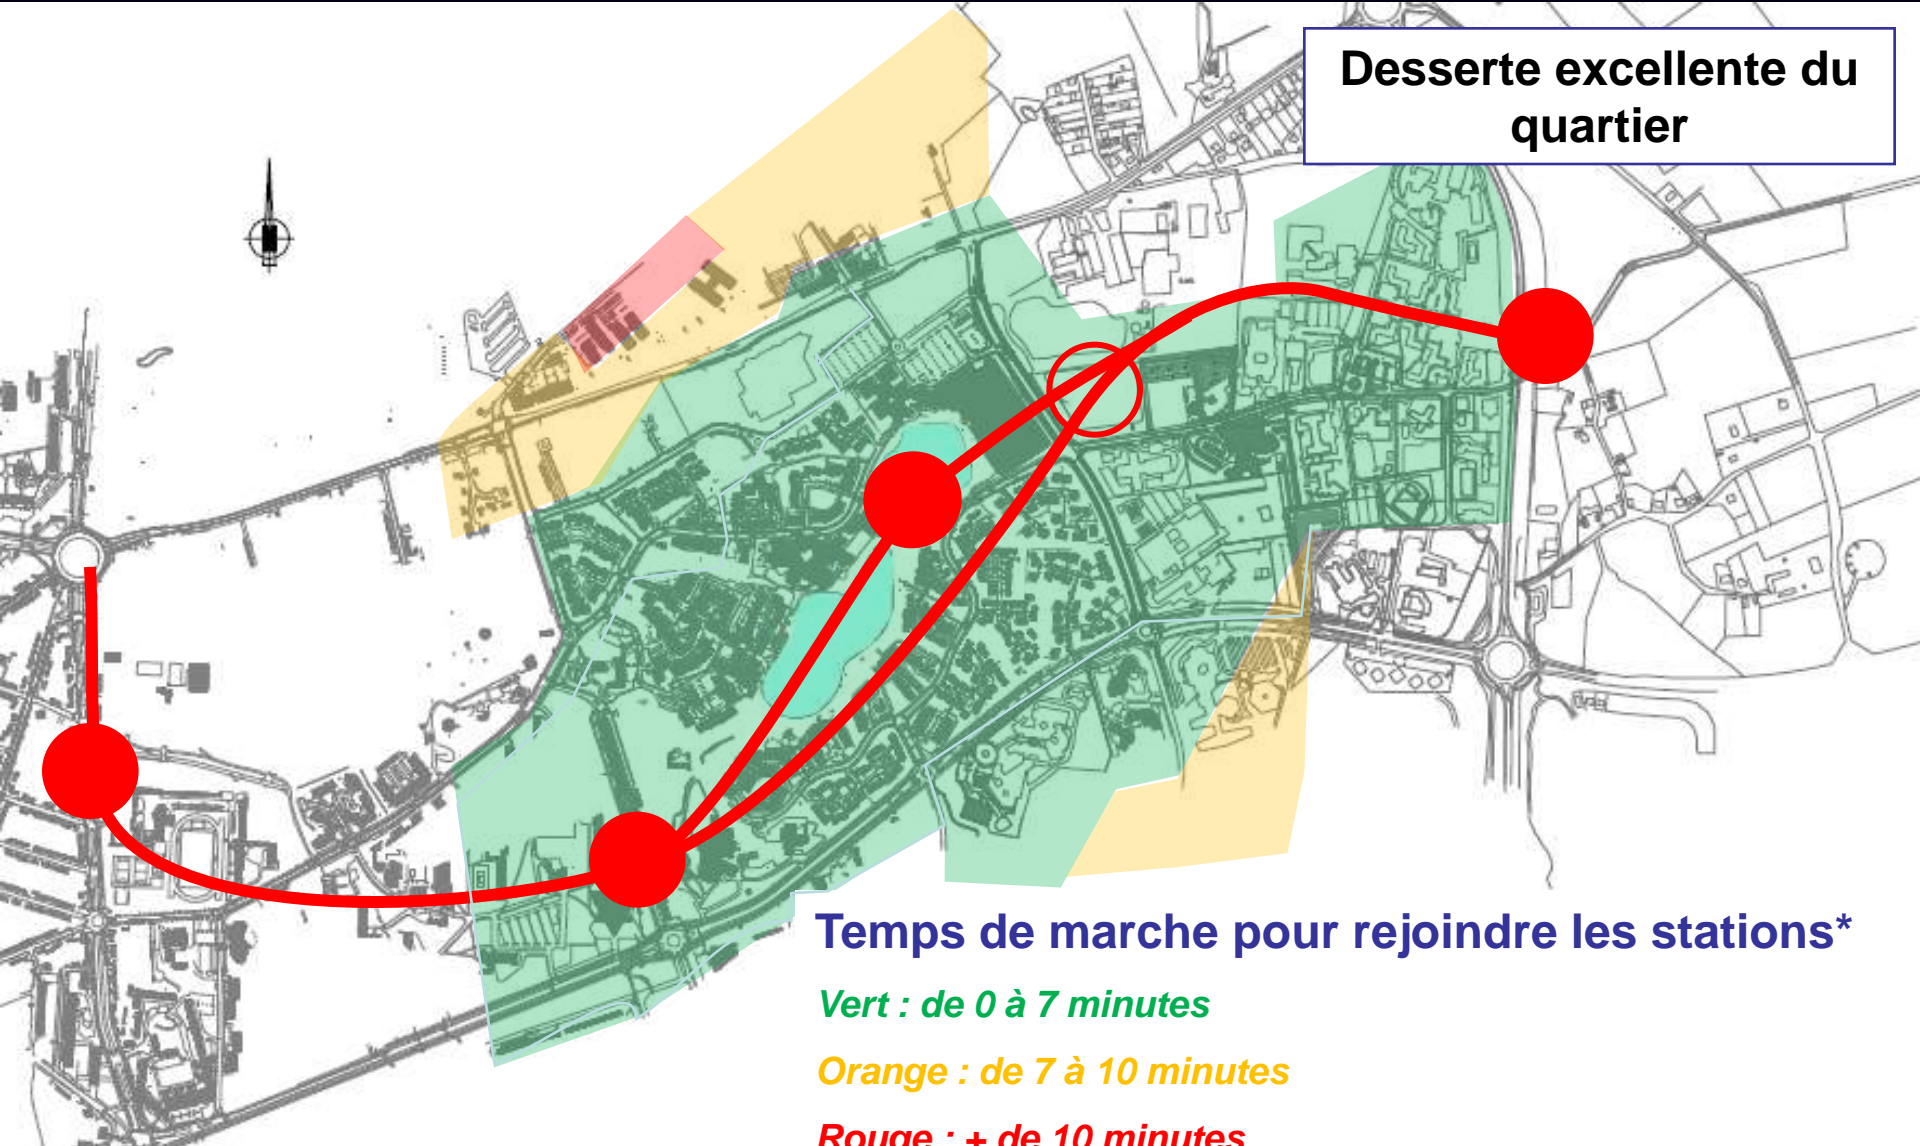 Desserte excellente du
quartier
Temps de marche pour rejoindre les stations*
Vert : de 0 à 7 minutes
Orange : de 7 à 10 minutes
Rouge : + de 10 minutes